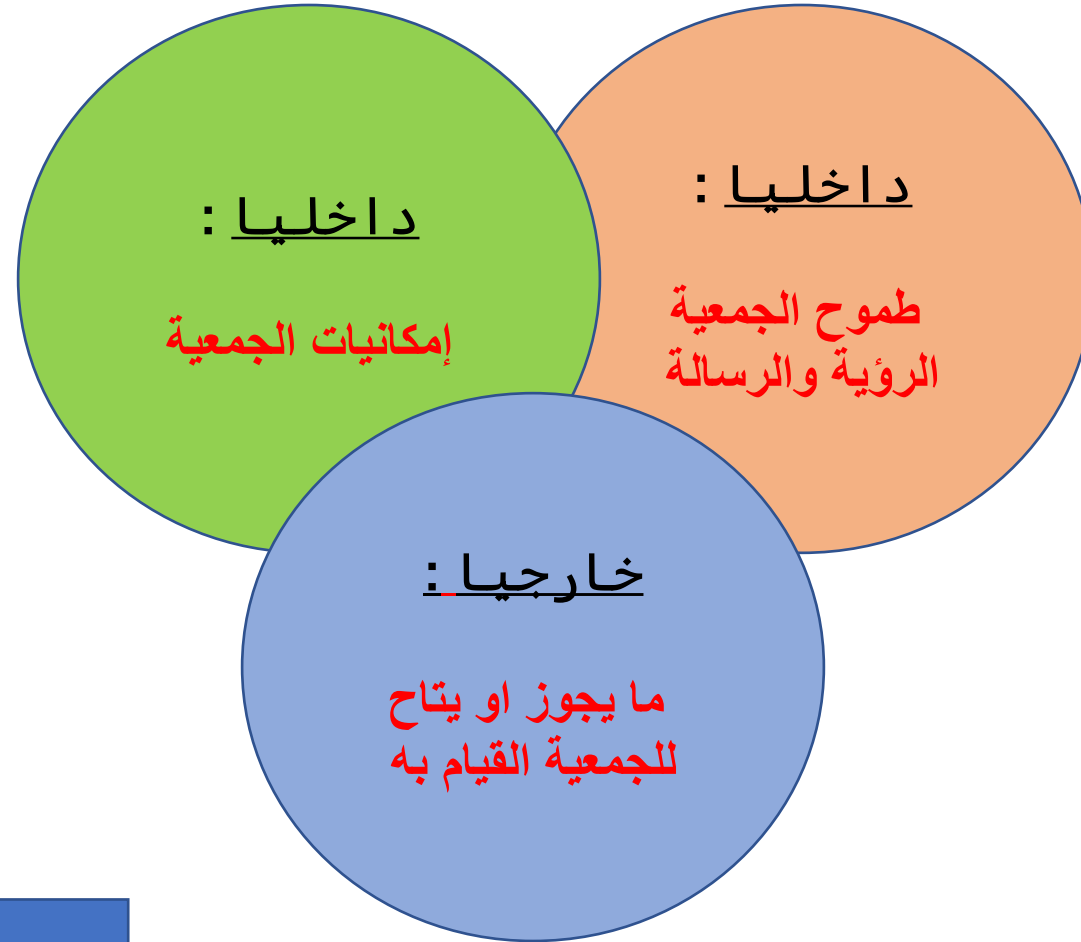 داخليا :
طموح الجمعية
الرؤية والرسالة
داخليا :
إمكانيات الجمعية
خارجيا :
ما يجوز او يتاح
للجمعية القيام به